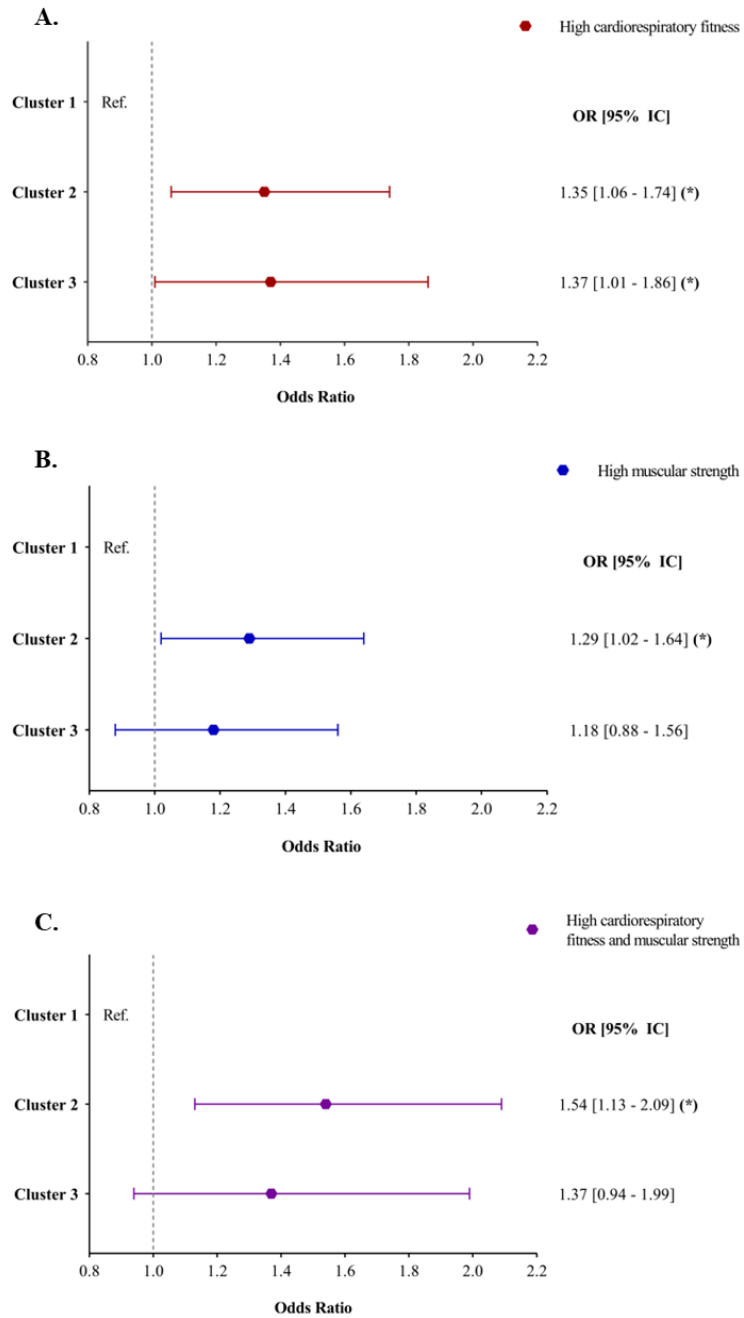 A.
High cardiorespiratory fitness
Cluster 1 Ref.
OR [95% IC]
Cluster 2 1.35 [1.06 - 1.74] (*)
Cluster 3 1.37 [1.01 - 1.86] (*)
0.8 1.0 1.2 1.4 1.6 1.8 2.0 2.2
Odds Ratio
B.
High muscular strength
Cluster 1 Ref.
OR [95% IC]
Cluster 2 1.29 [1.02 - 1.64] (*)
Cluster 3 1.18 [0.88 - 1.56]
0.8 1.0 1.2 1.4 1.6 1.8 2.0 2.2
Odds Ratio
C.
High cardiorespiratory
fitness and muscular strength
Cluster 1 Ref.
OR [95% IC]
Cluster 2 1.54 [1.13 - 2.09] (*)
Cluster 3 1.37 [0.94 - 1.99]
0.8 1.0 1.2 1.4 1.6 1.8 2.0 2.2
Odds Ratio